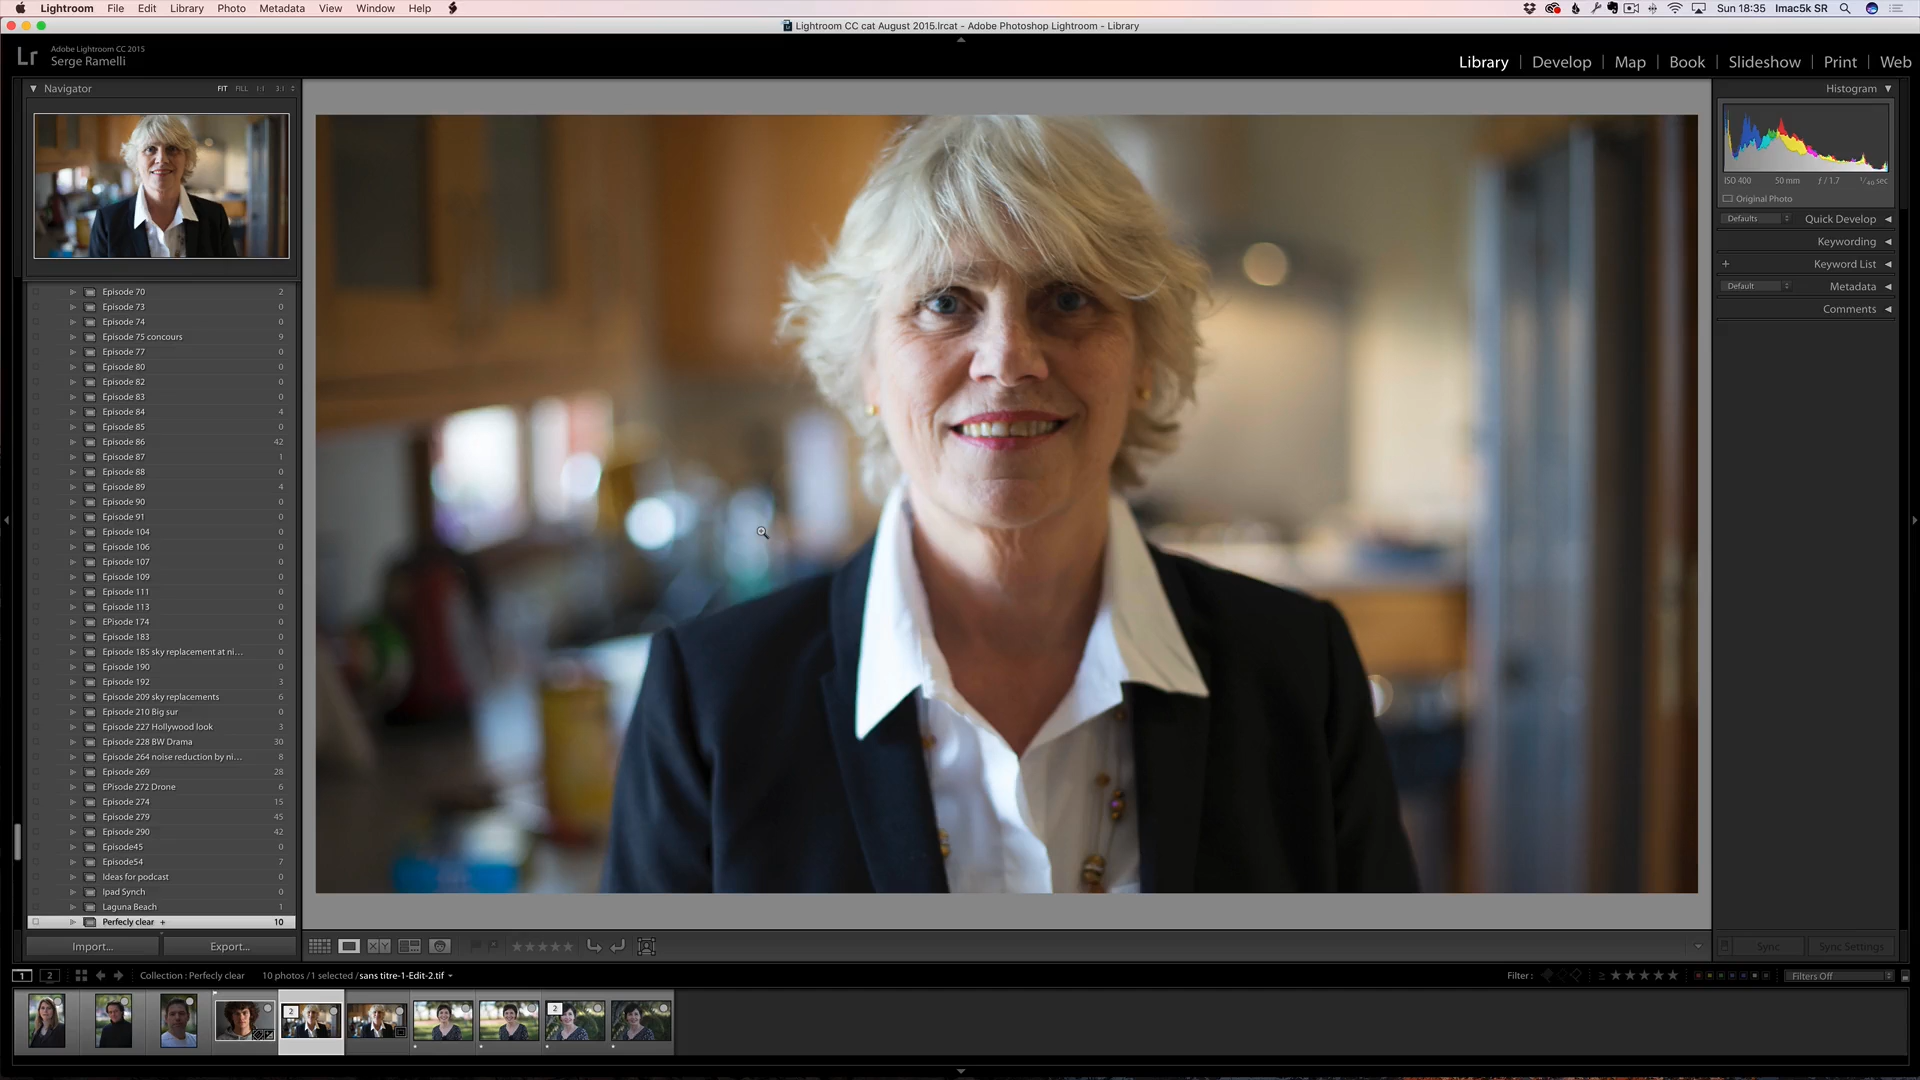 Lightroom File Edit Library Photo Metadata View Window Help
Sun 18:35 Imac5k SR
Lightroom CC cat August 2015.lrcat - Adobe Photoshop Lightroom - Library
Lr
Adobe Lightroom CC 2015
Serge Ramelli
Library | Develop | Map | Book | Slideshow | Print | Web
Navigator
FIT FILL 1:1 3:1
Histogram
ISO 400 50 mm ƒ / 1.7 1/40 sec
Original Photo
Defaults Quick Develop
Keywording
+ Keyword List
Default Metadata
Comments
Episode 70 2
Episode 73 0
Episode 74 0
Episode 75 concours 9
Episode 77 0
Episode 80 0
Episode 82 0
Episode 83 0
Episode 84 4
Episode 85 0
Episode 86 42
Episode 87 1
Episode 88 0
Episode 89 4
Episode 90 0
Episode 91 0
Episode 104 0
Episode 106 0
Episode 107 0
Episode 109 0
Episode 111 0
Episode 113 0
EPisode 174 0
Episode 183 0
Episode 185 sky replacement at ni... 0
Episode 190 0
Episode 192 3
Episode 209 sky replacements 6
Episode 210 Big sur 0
Episode 227 Hollywood look 3
Episode 228 BW Drama 30
Episode 264 noise reduction by ni... 8
Episode 269 28
EPisode 272 Drone 6
Episode 274 15
Episode 279 45
Episode 290 42
Episode45 0
Episode54 7
Ideas for podcast 0
Ipad Synch 0
Laguna Beach 1
Perfecly clear + 10
Import... Export...
XY
Sync Sync Settings
1 2 Collection : Perfecly clear 10 photos / 1 selected / sans titre-1-Edit-2.tif
Filter : ≥ Filters Off
2
2